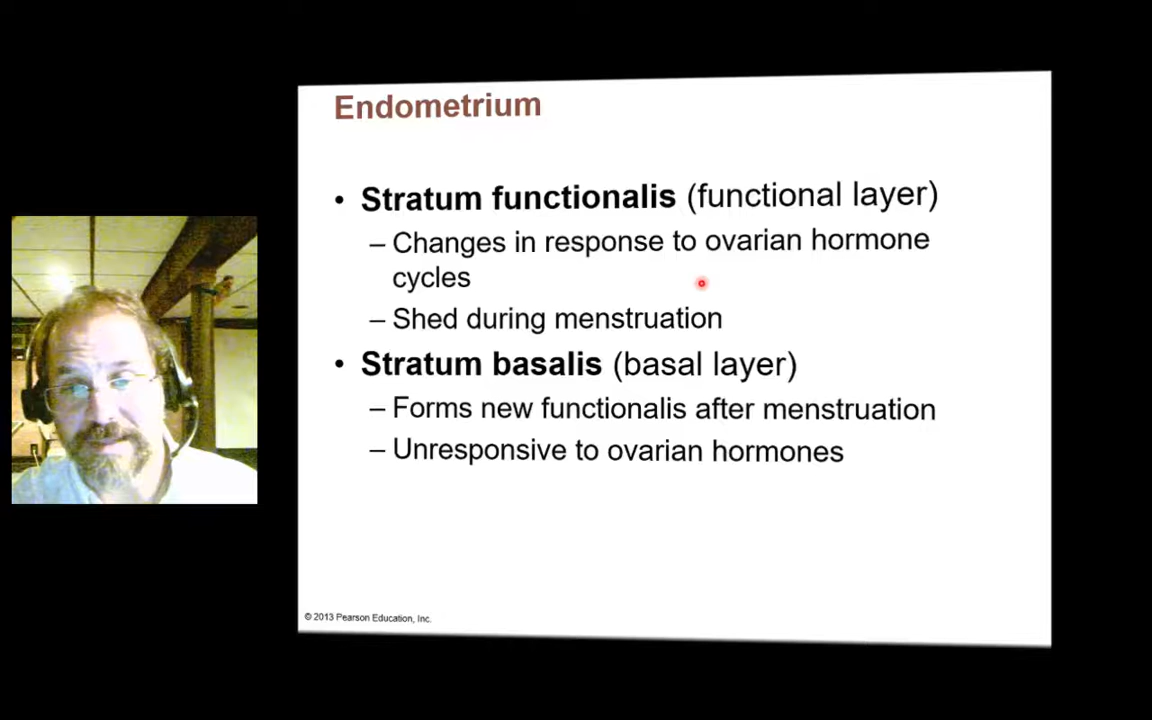 Endometrium
• Stratum functionalis (functional layer)
– Changes in response to ovarian hormone
cycles
– Shed during menstruation
• Stratum basalis (basal layer)
– Forms new functionalis after menstruation
– Unresponsive to ovarian hormones
© 2013 Pearson Education, Inc.